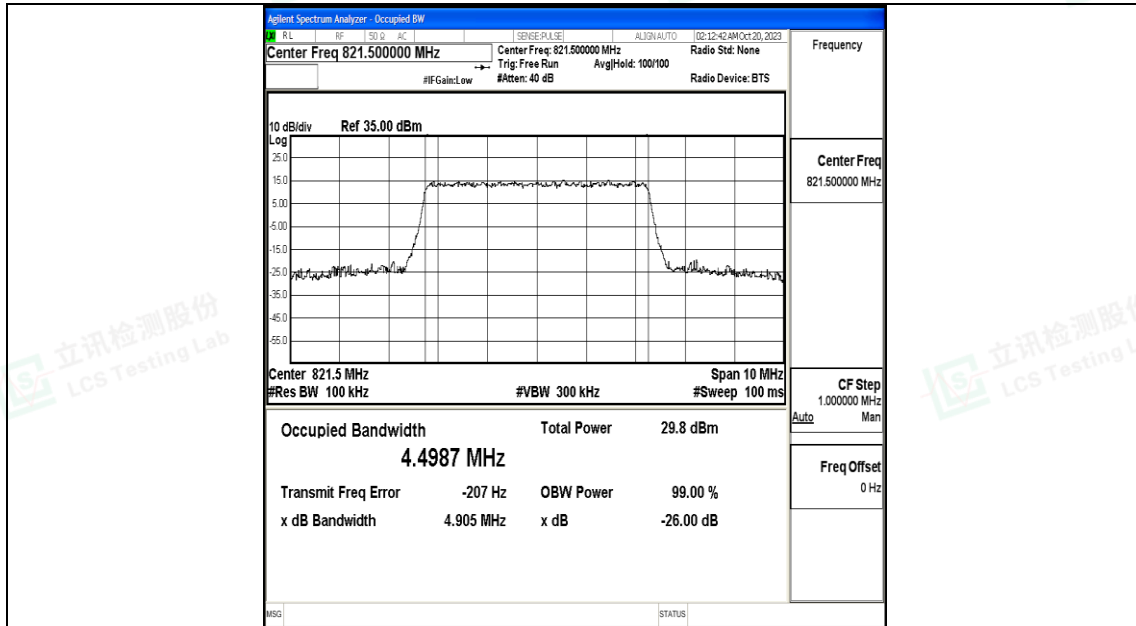 Agilent Spectrum Analyzer - Occupied BW
LXI RL RF 50 Ω AC SENSE:PULSE ALIGN AUTO 02:12:42 AM Oct 20, 2023
Center Freq 821.500000 MHz
Center Freq: 821.500000 MHz
Radio Std: None
Trig: Free Run
Avg|Hold: 100/100
#IFGain:Low
#Atten: 40 dB
Radio Device: BTS
10 dB/div
Ref 35.00 dBm
Log
25.0
15.0
5.00
-5.00
-15.0
-25.0
-35.0
-45.0
-55.0
Center 821.5 MHz
Span 10 MHz
#Res BW 100 kHz
#VBW 300 kHz
#Sweep 100 ms
Occupied Bandwidth
Total Power 29.8 dBm
4.4987 MHz
Transmit Freq Error -207 Hz
OBW Power 99.00 %
x dB Bandwidth 4.905 MHz
x dB -26.00 dB
MSG
STATUS
Frequency
Center Freq
821.500000 MHz
CF Step
1.000000 MHz
Auto Man
Freq Offset
0 Hz
立讯检测股份
LCS Testing Lab
立讯检测股份
LCS Testing L